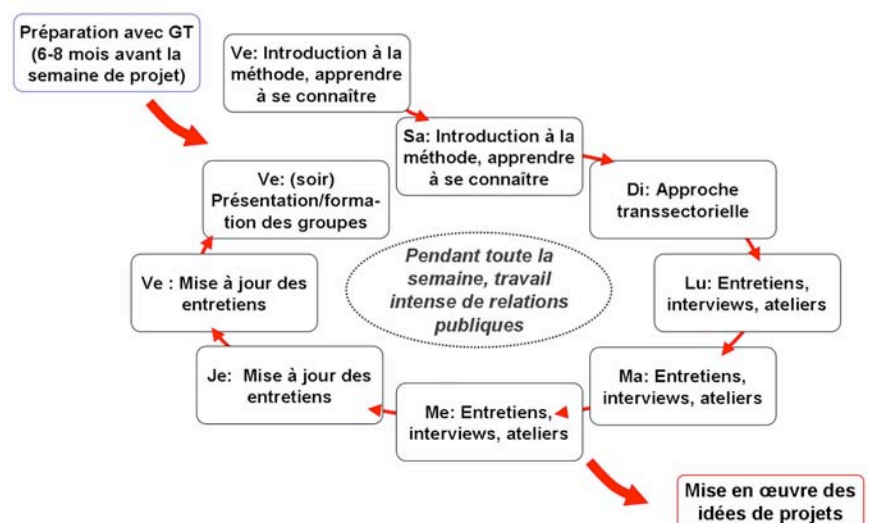 Préparation avec GT
(6-8 mois avant la
semaine de projet)
Ve: Introduction à la
méthode, apprendre
à se connaître
Sa: Introduction à la
méthode, apprendre
à se connaître
Di: Approche
transsectorielle
Lu: Entretiens,
interviews, ateliers
Ma: Entretiens,
interviews, ateliers
Me: Entretiens,
interviews, ateliers
Je: Mise à jour des
entretiens
Ve : Mise à jour des
entretiens
Ve: (soir)
Présentation/forma-
tion des groupes
Pendant toute la
semaine, travail
intense de relations
publiques
Mise en œuvre des
idées de projets